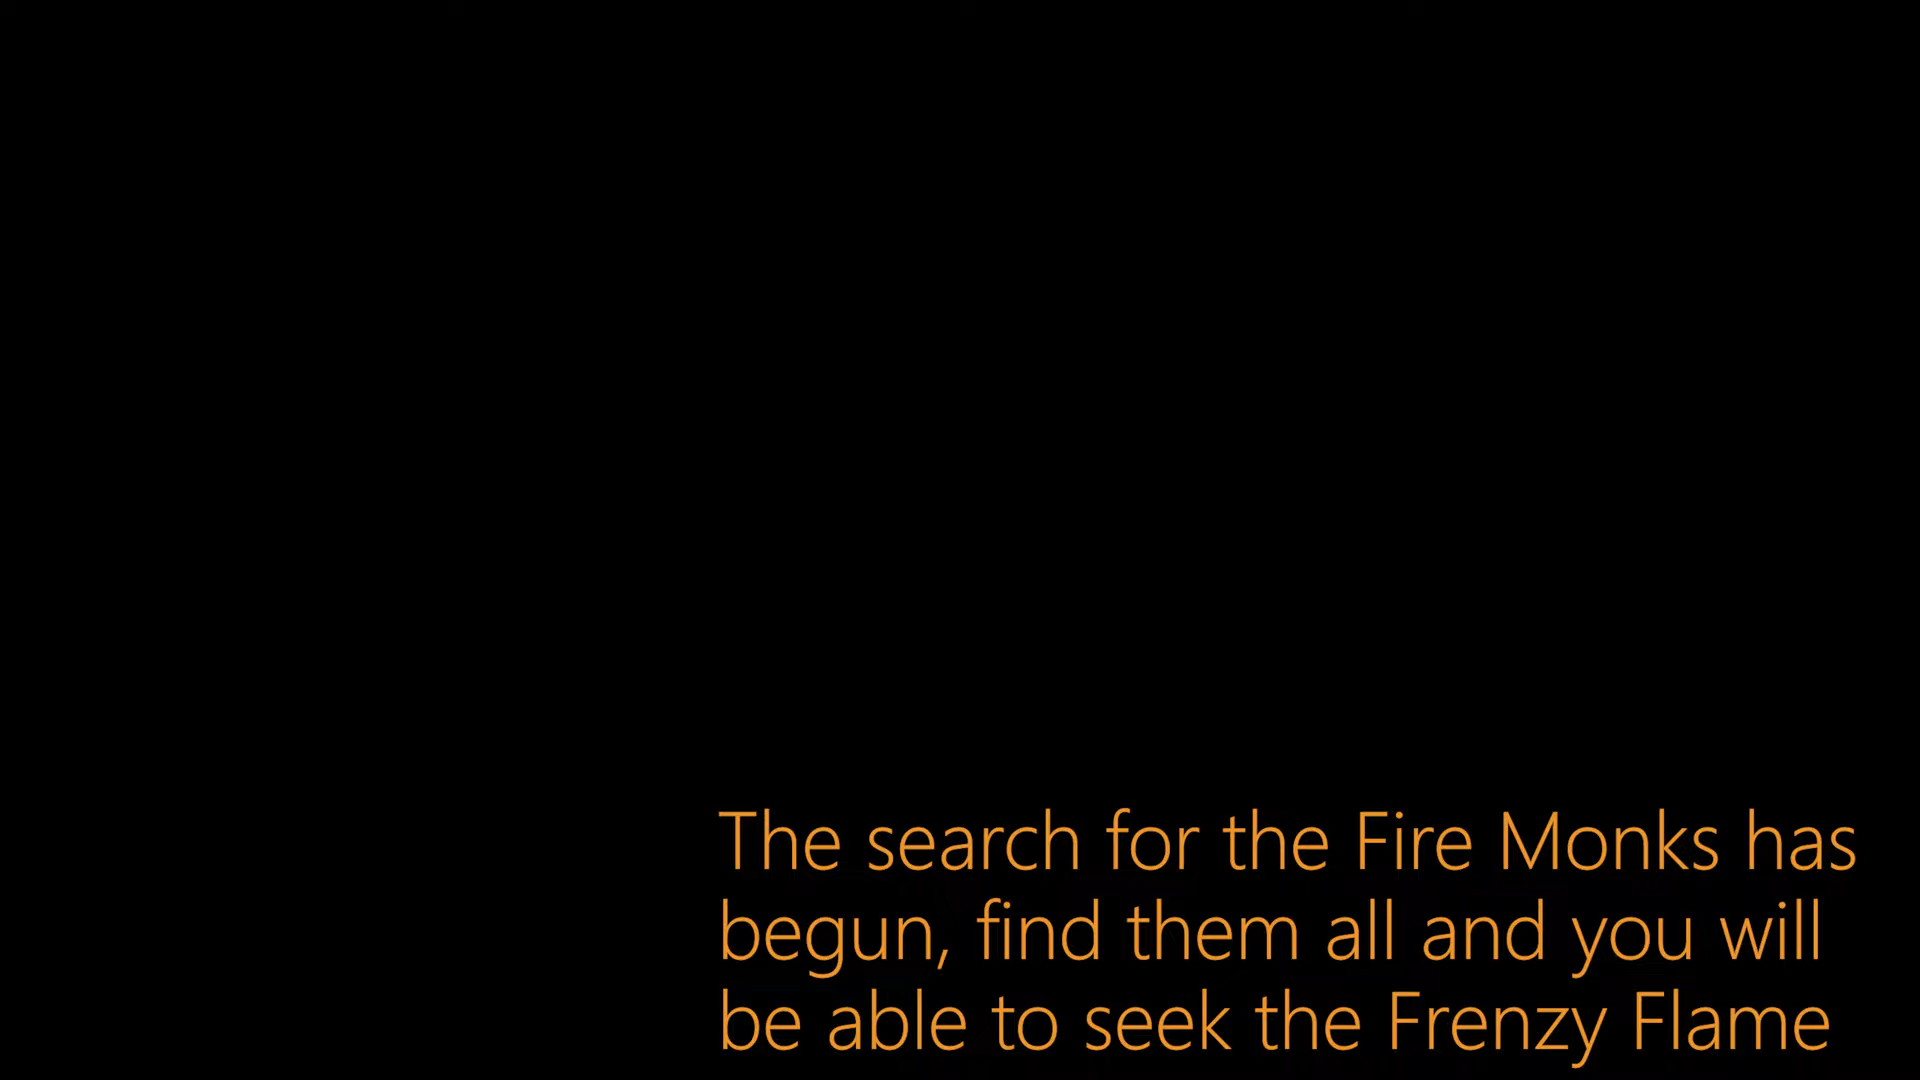 The search for the Fire Monks has
begun, find them all and you will
be able to seek the Frenzy Flame